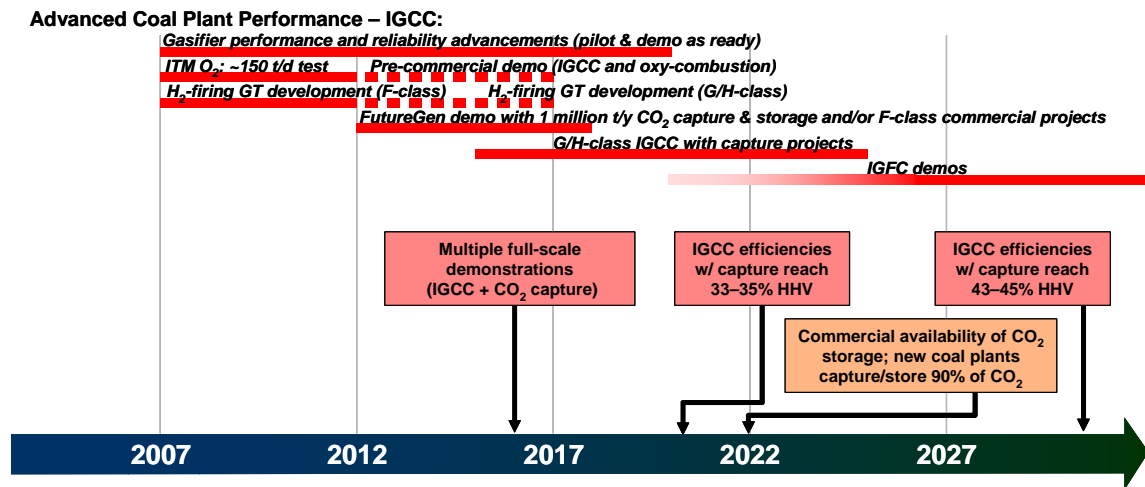 Advanced Coal Plant Performance – IGCC:
Gasifier performance and reliability advancements (pilot & demo as ready)
ITM O₂: ~150 t/d test Pre-commercial demo (IGCC and oxy-combustion)
H₂-firing GT development (F-class) H₂-firing GT development (G/H-class)
FutureGen demo with 1 million t/y CO₂ capture & storage and/or F-class commercial projects
G/H-class IGCC with capture projects
IGFC demos
Multiple full-scale
demonstrations
(IGCC + CO₂ capture)
IGCC efficiencies
w/ capture reach
33–35% HHV
IGCC efficiencies
w/ capture reach
43–45% HHV
Commercial availability of CO₂
storage; new coal plants
capture/store 90% of CO₂
2007 2012 2017 2022 2027